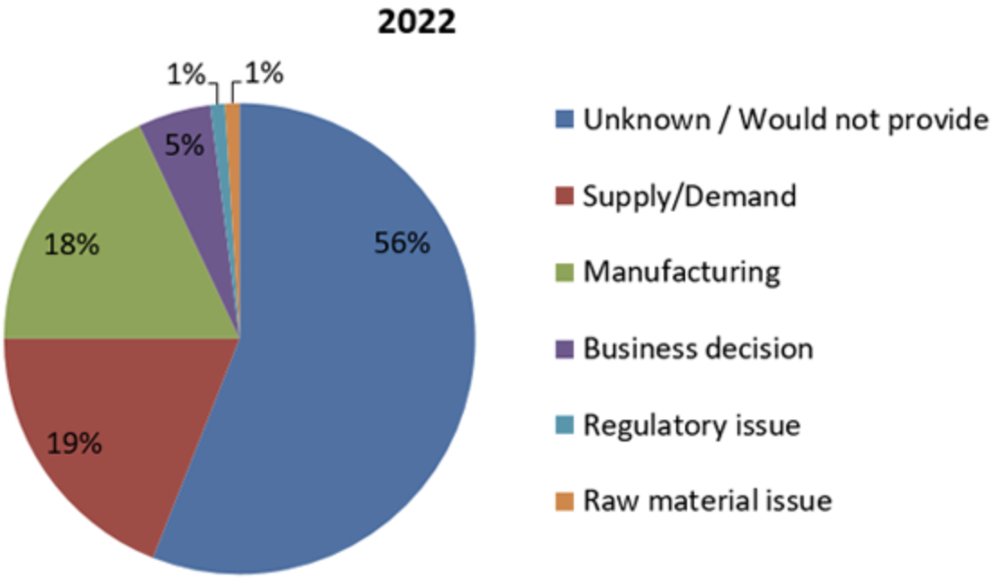 2022
1%
1%
5%
18%
56%
19%
Unknown / Would not provide
Supply/Demand
Manufacturing
Business decision
Regulatory issue
Raw material issue